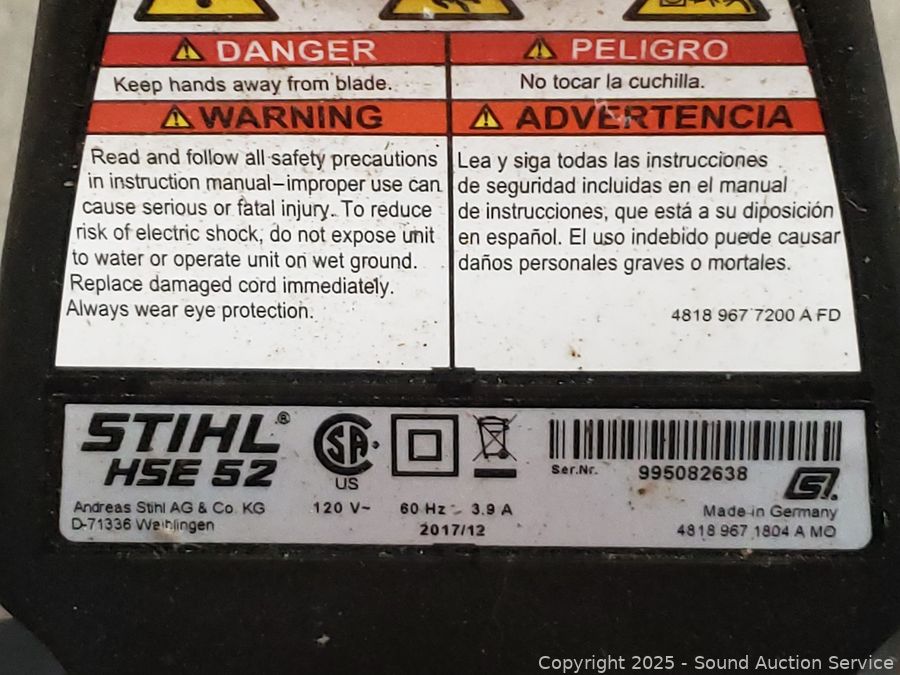 DANGER
Keep hands away from blade.
WARNING
Read and follow all safety precautions
in instruction manual–improper use can
cause serious or fatal injury. To reduce
risk of electric shock, do not expose unit
to water or operate unit on wet ground.
Replace damaged cord immediately.
Always wear eye protection.
PELIGRO
No tocar la cuchilla.
ADVERTENCIA
Lea y siga todas las instrucciones
de seguridad incluidas en el manual
de instrucciones, que está a su diposición
en español. El uso indebido puede causar
daños personales graves o mortales.
4818 967 7200 A FD
STIHL®
HSE 52
Andreas Stihl AG & Co. KG
D-71336 Waiblingen
SA
US
120 V~ 60 Hz 3.9 A
2017/12
Ser.Nr. 995082638
Made in Germany
4818 967 1804 A MO
Copyright 2025 - Sound Auction Service